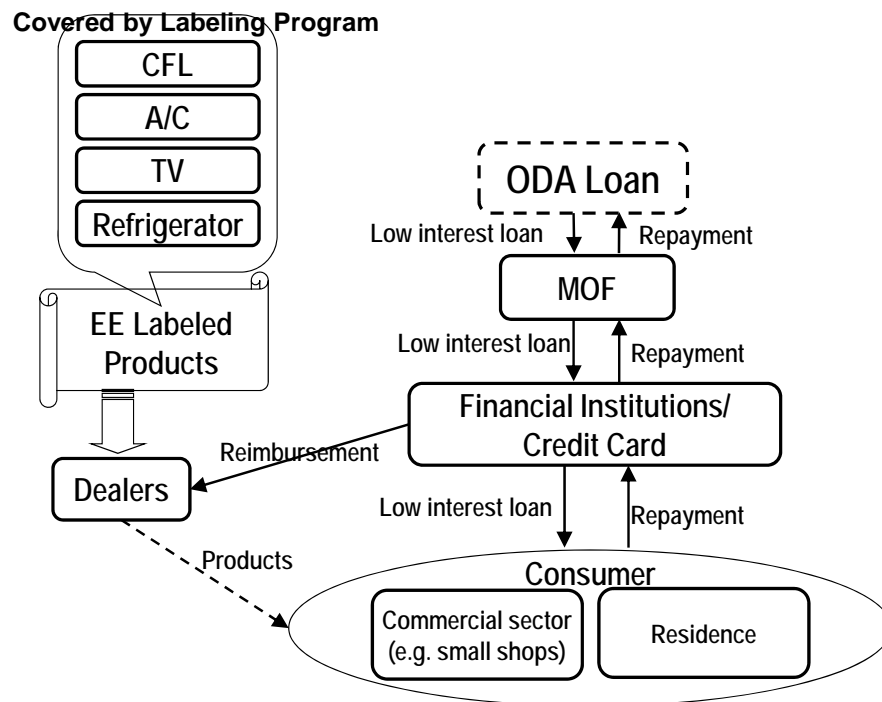 Covered by Labeling Program
CFL
A/C
TV
Refrigerator
EE Labeled
Products
Dealers
ODA Loan
Low interest loan
Repayment
MOF
Low interest loan
Repayment
Financial Institutions/
Credit Card
Reimbursement
Low interest loan
Repayment
Products
Consumer
Commercial sector
(e.g. small shops)
Residence